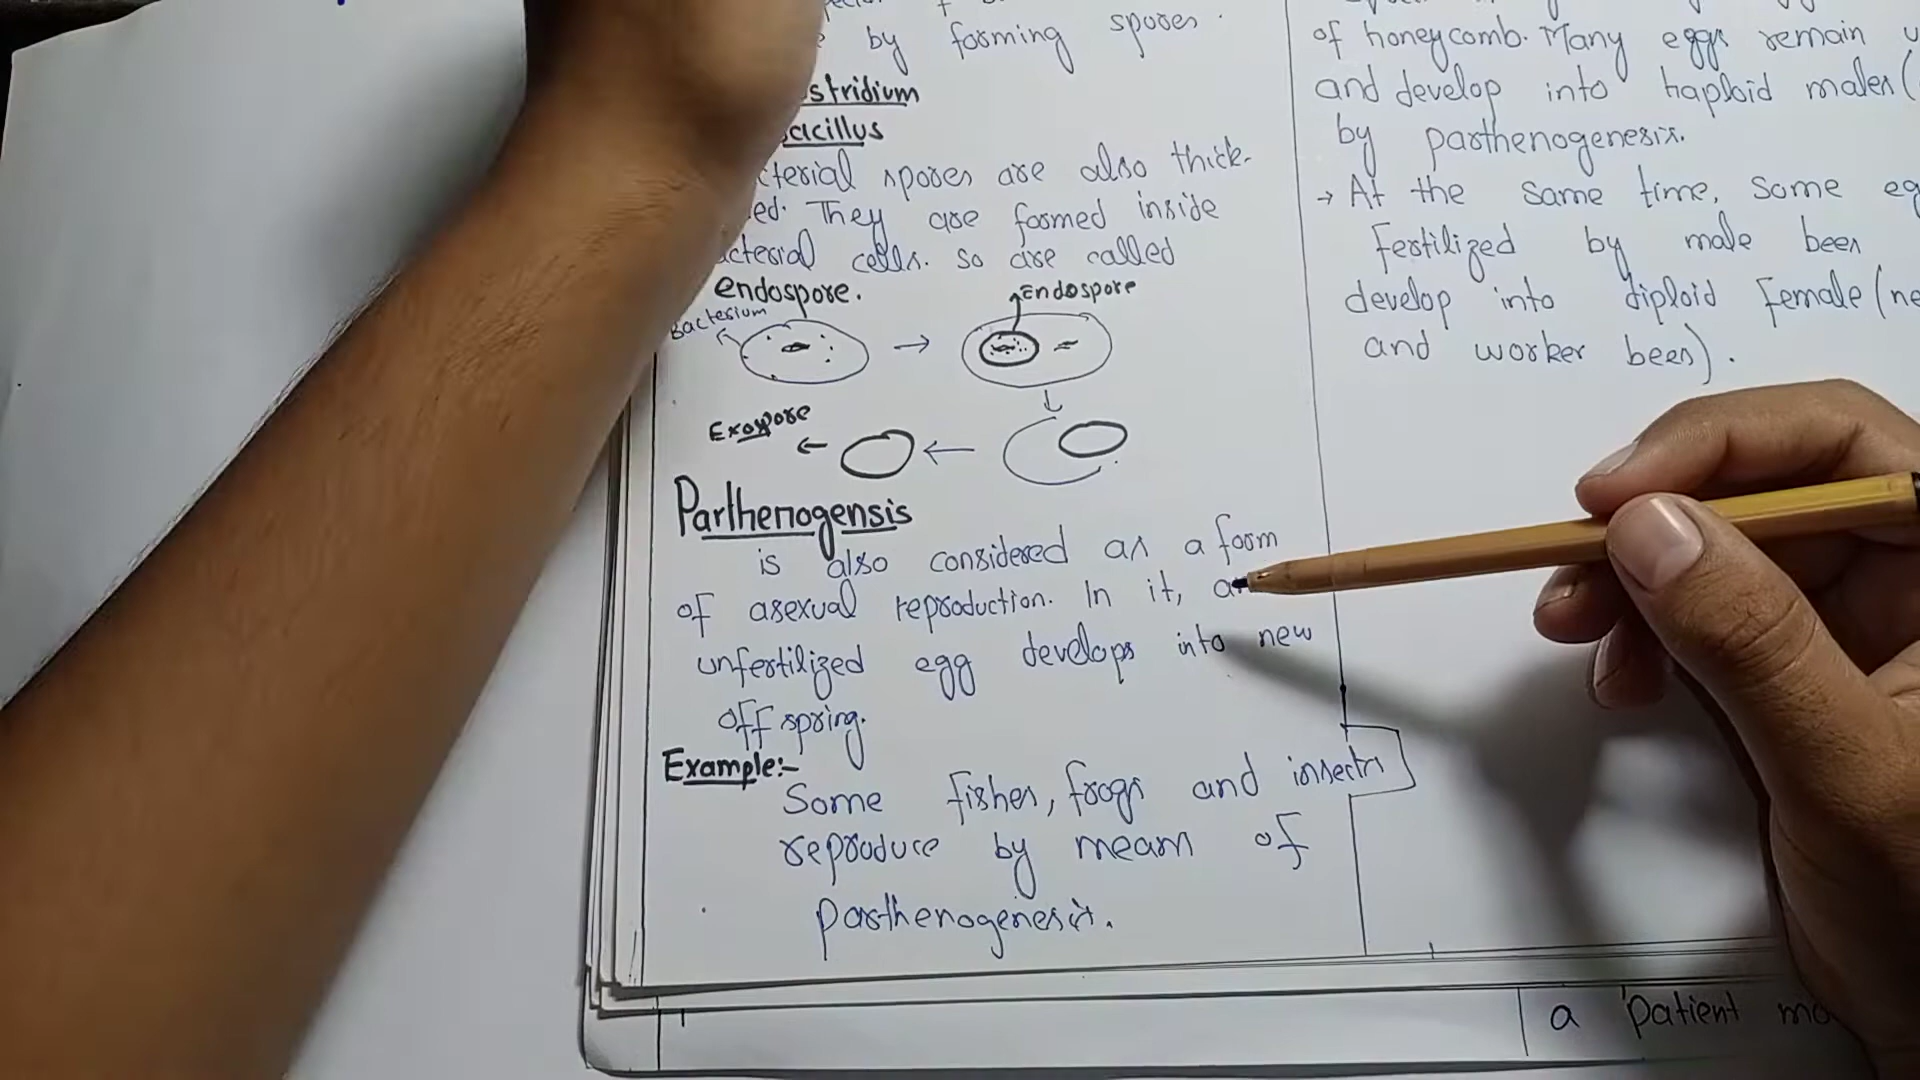 by forming spores.
stridium
acillus
cterial spores are also thick-
ed. They are formed inside
acterial cells. so are called
endospore.
Bacterium
Endospore
Exospore
Parthenogensis
is also considered as a form
of asexual reproduction. In it, an
unfertilized egg develops into new
off spring.
Example:-
Some fishes, frogs and insects
reproduce by means of
parthenogenesis.
of honeycomb. Many eggs remain u
and develop into haploid males (
by parthenogenesis.
→ At the same time, some eg
Fertilized by male bees
develop into diploid Female (ne
and worker bees).
a patient mo